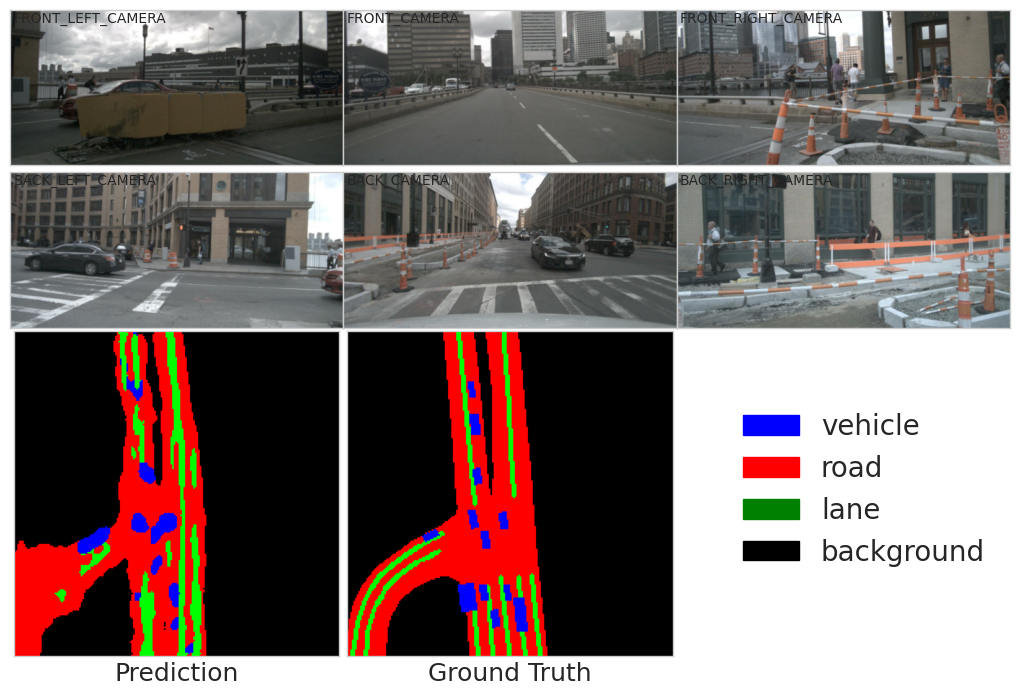 FRONT_LEFT_CAMERA
FRONT_CAMERA
FRONT_RIGHT_CAMERA
BACK_LEFT_CAMERA
BACK_CAMERA
BACK_RIGHT_CAMERA
vehicle
road
lane
background
Prediction
Ground Truth